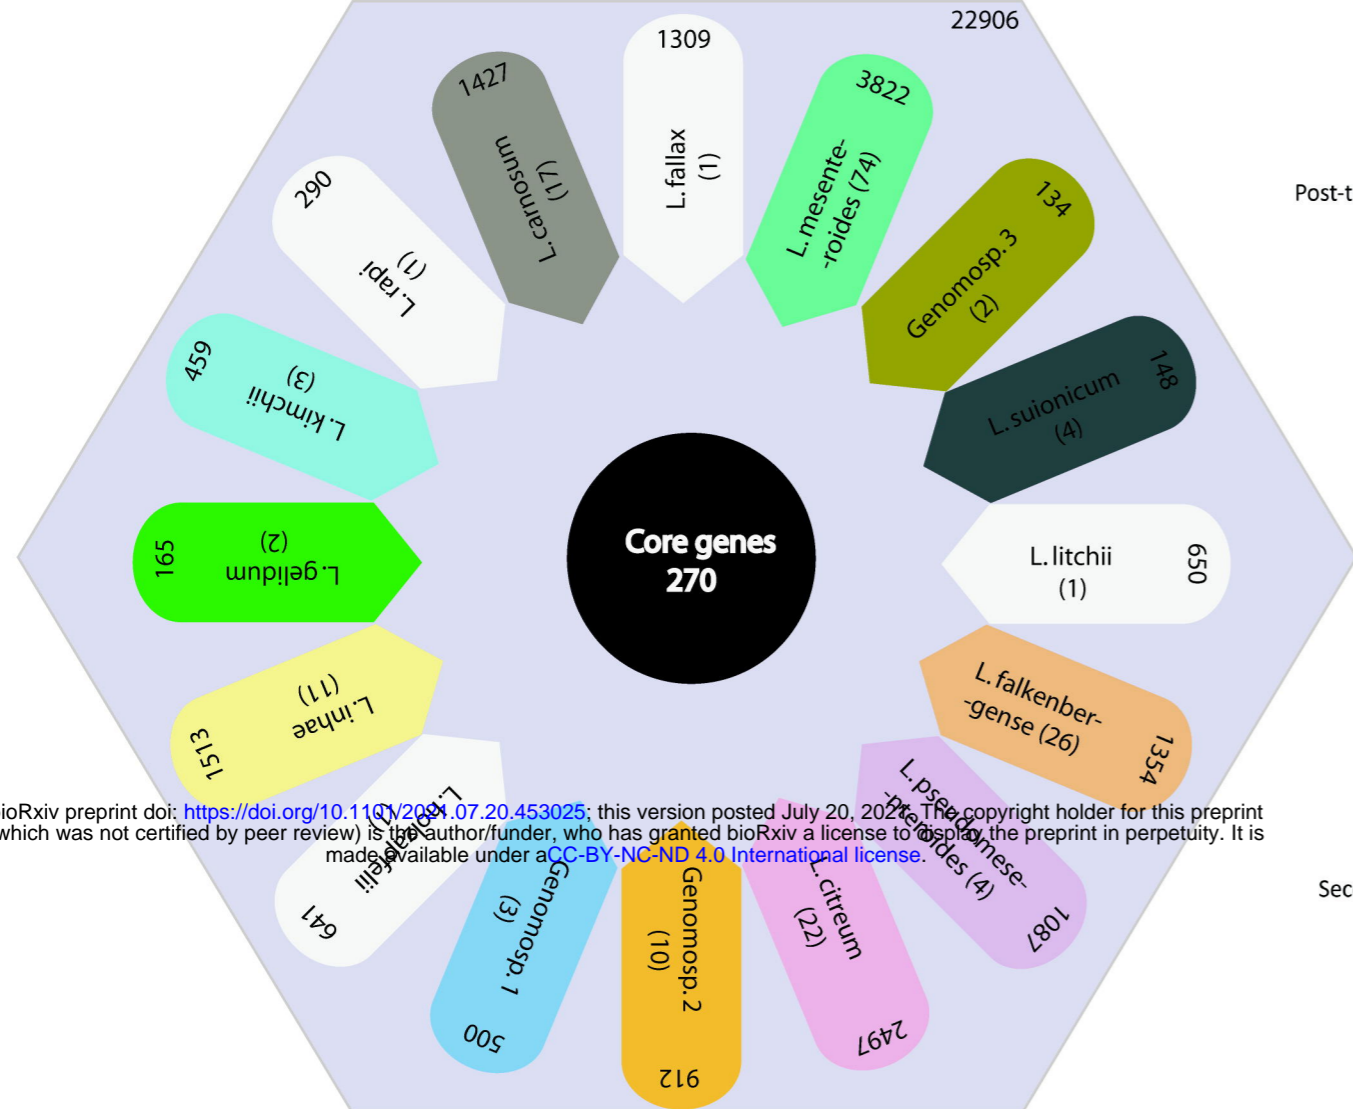 22906
1309
L. fallax
(1)
3822
L. mesente-
-roides (74)
134
Genomosp. 3
(2)
148
L. suionicum
(4)
650
L. litchii
(1)
1354
L. falkenber-
-gense (26)
1087
L. pseudomese-
-nteroides (4)
2497
L. citreum
(22)
912
Genomosp. 2
(10)
500
Genomosp. 1
(3)
641
(1)
1513
L. inhae
(11)
165
L. gelidum
(2)
459
L. kimchii
(3)
290
L. rapi
(1)
1427
L. carnosum
(17)
Core genes
270
Post-t
Sec
bioRxiv preprint doi: https://doi.org/10.1101/2021.07.20.453025; this version posted July 20, 2021. The copyright holder for this preprint
which was not certified by peer review) is the author/funder, who has granted bioRxiv a license to display the preprint in perpetuity. It is
made available under aCC-BY-NC-ND 4.0 International license.